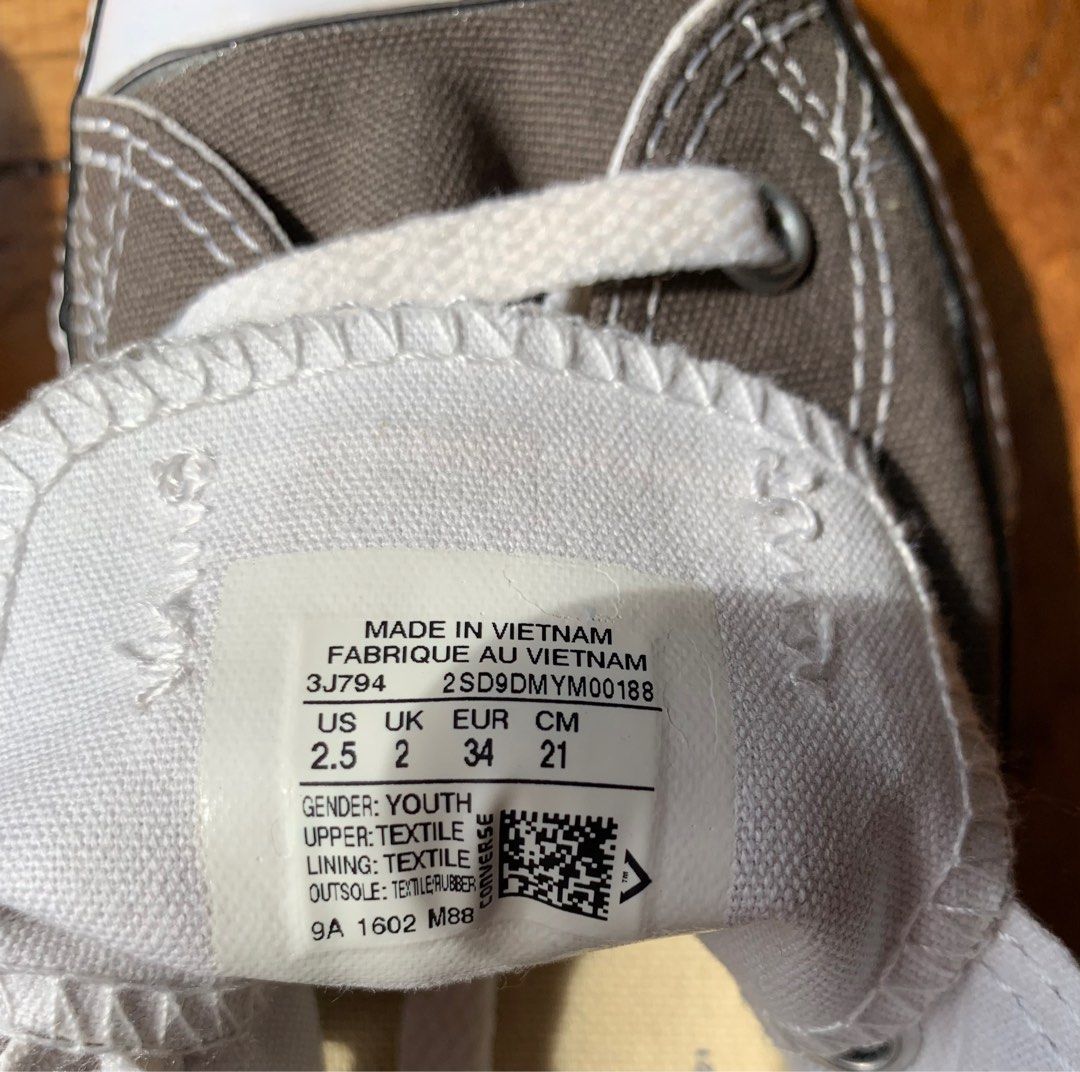 MADE IN VIETNAM
FABRIQUE AU VIETNAM
3J794 2SD9DMYM00188
US UK EUR CM
2.5 2 34 21
GENDER: YOUTH
UPPER: TEXTILE
LINING: TEXTILE
OUTSOLE: TEXTILE/RUBBER
CONVERSE
™
9A 1602 M88